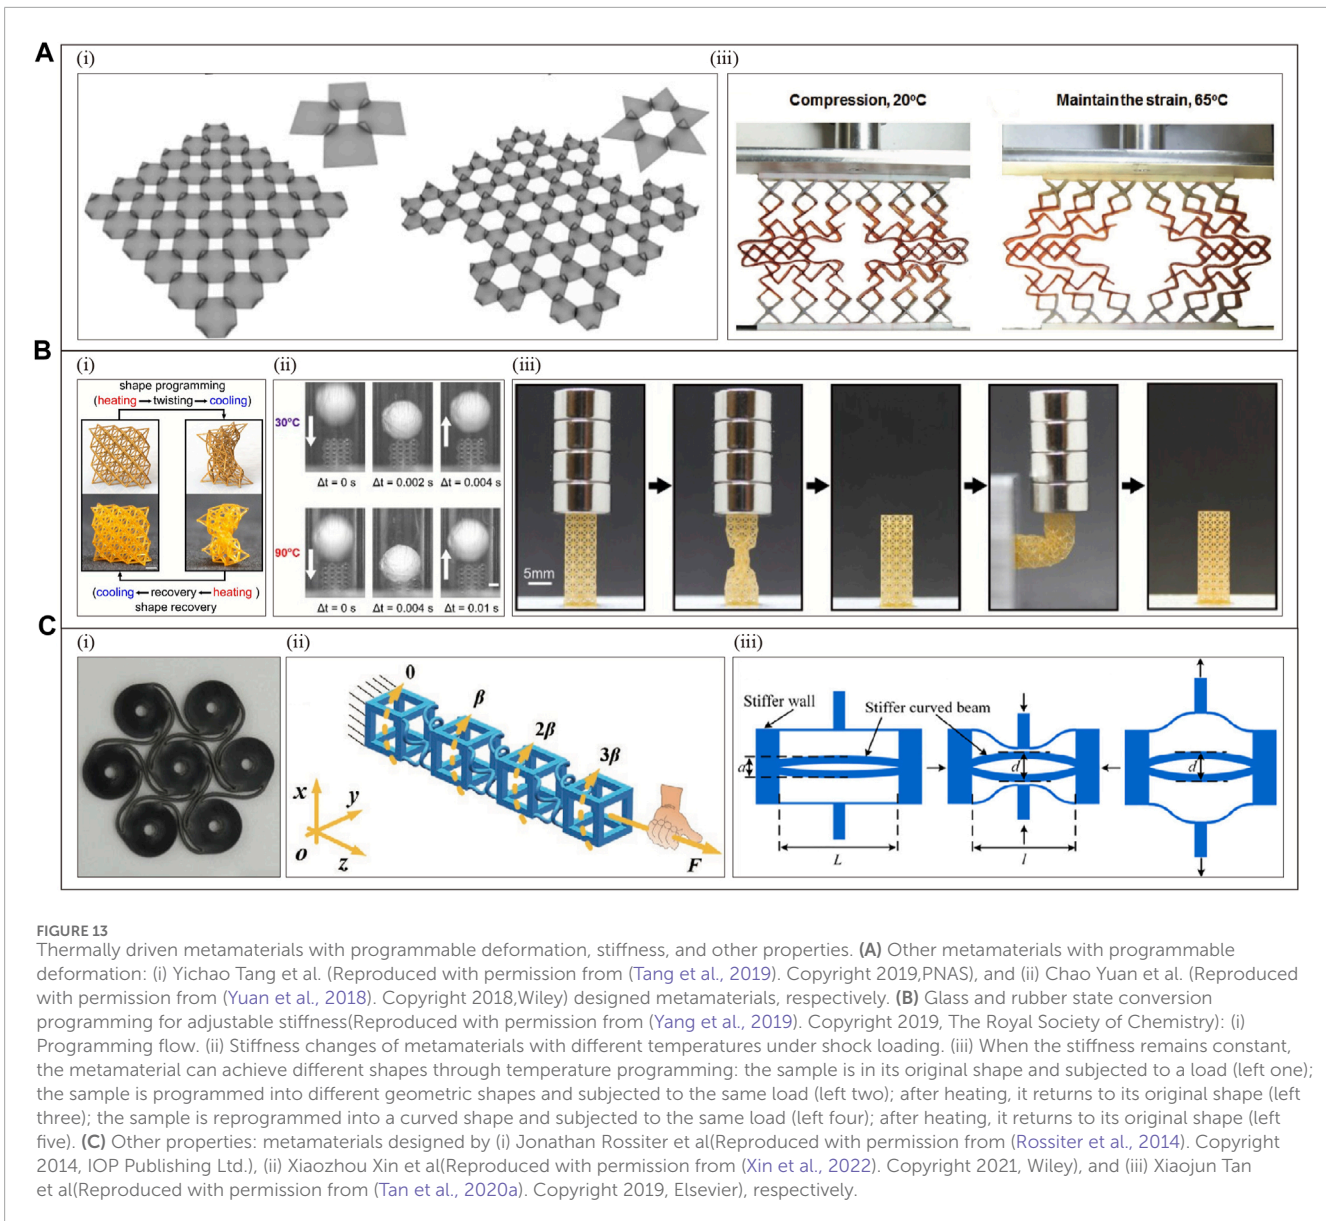 A
(i)
(iii)
Compression, 20°C
Maintain the strain, 65°C
B
(i)
shape programming
(heating → twisting → cooling)
(cooling ← recovery ← heating )
shape recovery
(ii)
30°C
Δt = 0 s
Δt = 0.002 s
Δt = 0.004 s
90°C
Δt = 0 s
Δt = 0.004 s
Δt = 0.01 s
(iii)
5mm
C
(i)
(ii)
0
β
2β
3β
x
y
o
z
F
(iii)
Stiffer wall
Stiffer curved beam
d
d
d
L
l
FIGURE 13
Thermally driven metamaterials with programmable deformation, stiffness, and other properties. (A) Other metamaterials with programmable
deformation: (i) Yichao Tang et al. (Reproduced with permission from (Tang et al., 2019). Copyright 2019,PNAS), and (ii) Chao Yuan et al. (Reproduced
with permission from (Yuan et al., 2018). Copyright 2018,Wiley) designed metamaterials, respectively. (B) Glass and rubber state conversion
programming for adjustable stiffness(Reproduced with permission from (Yang et al., 2019). Copyright 2019, The Royal Society of Chemistry): (i)
Programming flow. (ii) Stiffness changes of metamaterials with different temperatures under shock loading. (iii) When the stiffness remains constant,
the metamaterial can achieve different shapes through temperature programming: the sample is in its original shape and subjected to a load (left one);
the sample is programmed into different geometric shapes and subjected to the same load (left two); after heating, it returns to its original shape (left
three); the sample is reprogrammed into a curved shape and subjected to the same load (left four); after heating, it returns to its original shape (left
five). (C) Other properties: metamaterials designed by (i) Jonathan Rossiter et al(Reproduced with permission from (Rossiter et al., 2014). Copyright
2014, IOP Publishing Ltd.), (ii) Xiaozhou Xin et al(Reproduced with permission from (Xin et al., 2022). Copyright 2021, Wiley), and (iii) Xiaojun Tan
et al(Reproduced with permission from (Tan et al., 2020a). Copyright 2019, Elsevier), respectively.